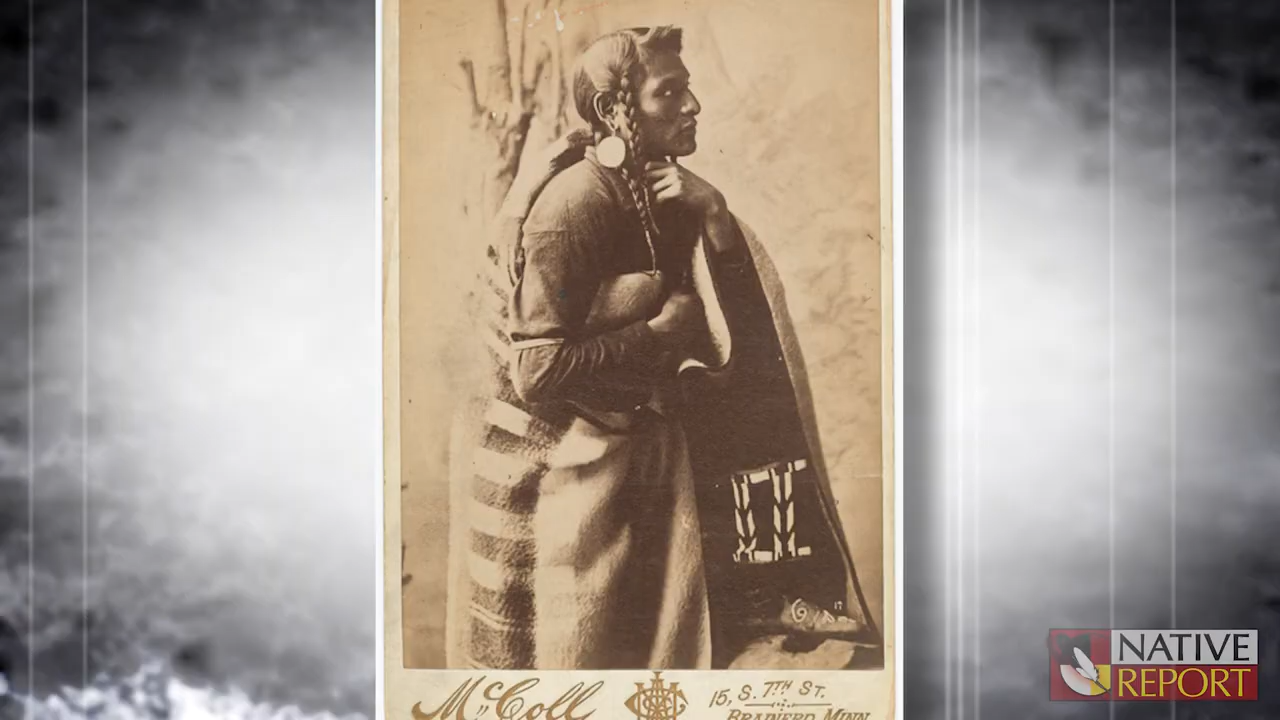 McColl
15, S. 7TH ST.
BRAINERD, MINN.
NATIVE
REPORT